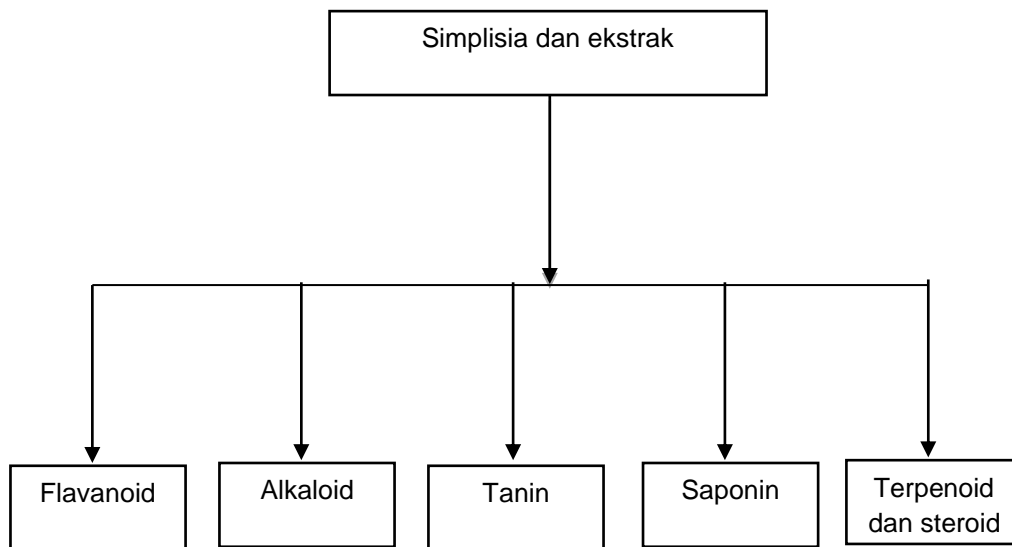 Simplisia dan ekstrak
Flavanoid
Alkaloid
Tanin
Saponin
Terpenoid
dan steroid